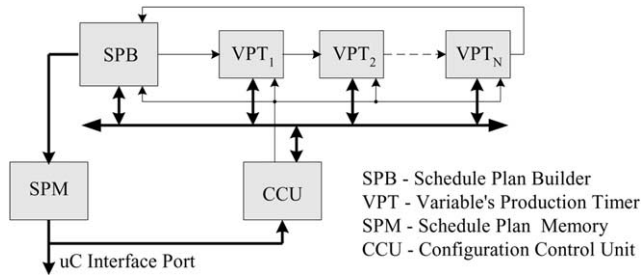 SPB
VPT1
VPT2
VPTN
SPM
CCU
SPB - Schedule Plan Builder
VPT - Variable's Production Timer
SPM - Schedule Plan Memory
CCU - Configuration Control Unit
uC Interface Port